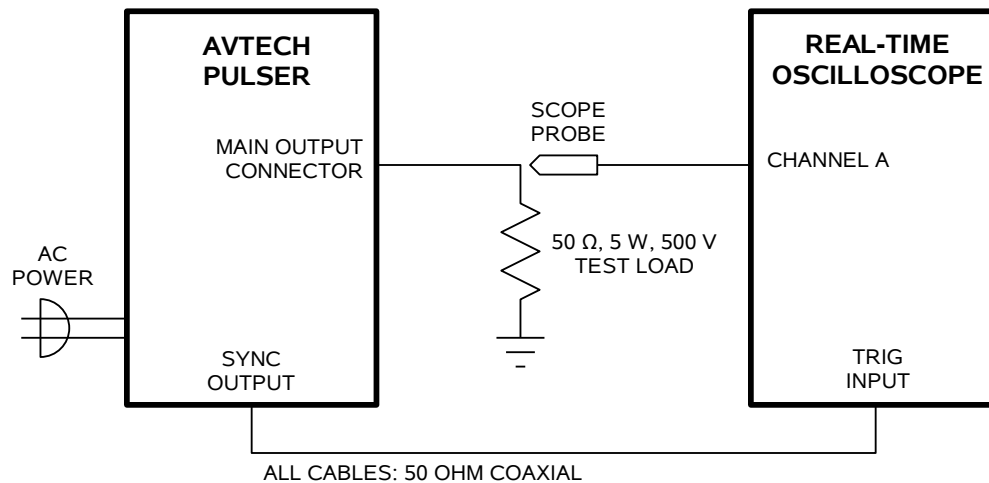 AVTECH
PULSER
REAL-TIME
OSCILLOSCOPE
SCOPE
PROBE
MAIN OUTPUT
CONNECTOR
CHANNEL A
50 Ω, 5 W, 500 V
TEST LOAD
AC
POWER
SYNC
OUTPUT
TRIG
INPUT
ALL CABLES: 50 OHM COAXIAL